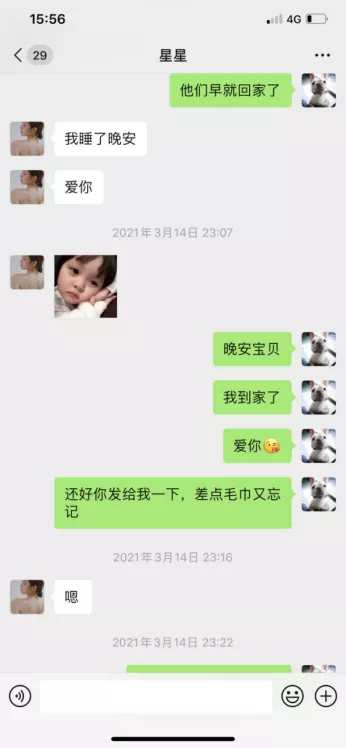 15:56
4G
29
星星
他们早就回家了
我睡了晚安
爱你
2021年3月14日 23:07
晚安宝贝
我到家了
爱你😘
还好你发给我一下，差点毛巾又忘
记
2021年3月14日 23:16
嗯
2021年3月14日 23:22